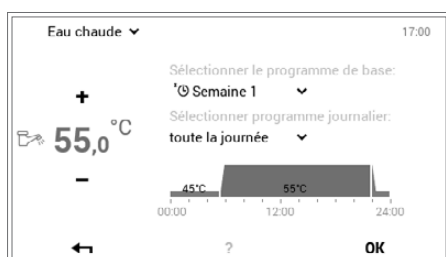 Eau chaude
17:00
Sélectionner le programme de base:
Semaine 1
Sélectionner programme journalier:
toute la journée
+
55,0 °C
−
45°C 55°C
00:00 12:00 24:00
? OK